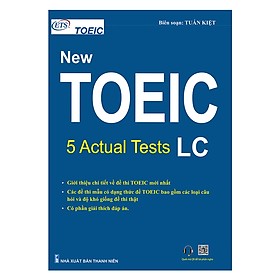 UTS TOEIC
Biên soạn: TUẤN KIỆT
New
TOEIC
5 Actual Tests LC
• Giới thiệu chi tiết về đề thi TOEIC mới nhất
• Các đề thi mẫu có dạng thức đề TOEIC bao gồm các loại câu
hỏi và độ khó giống đề thi thật
• Có phần giải thích đáp án.
NHÀ XUẤT BẢN THANH NIÊN